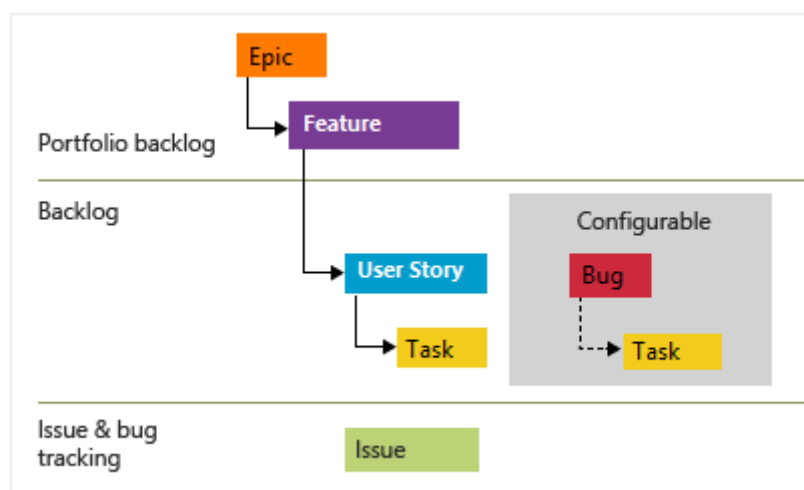 Epic
Feature
Portfolio backlog
Backlog
Configurable
User Story
Bug
Task
Task
Issue & bug
tracking
Issue